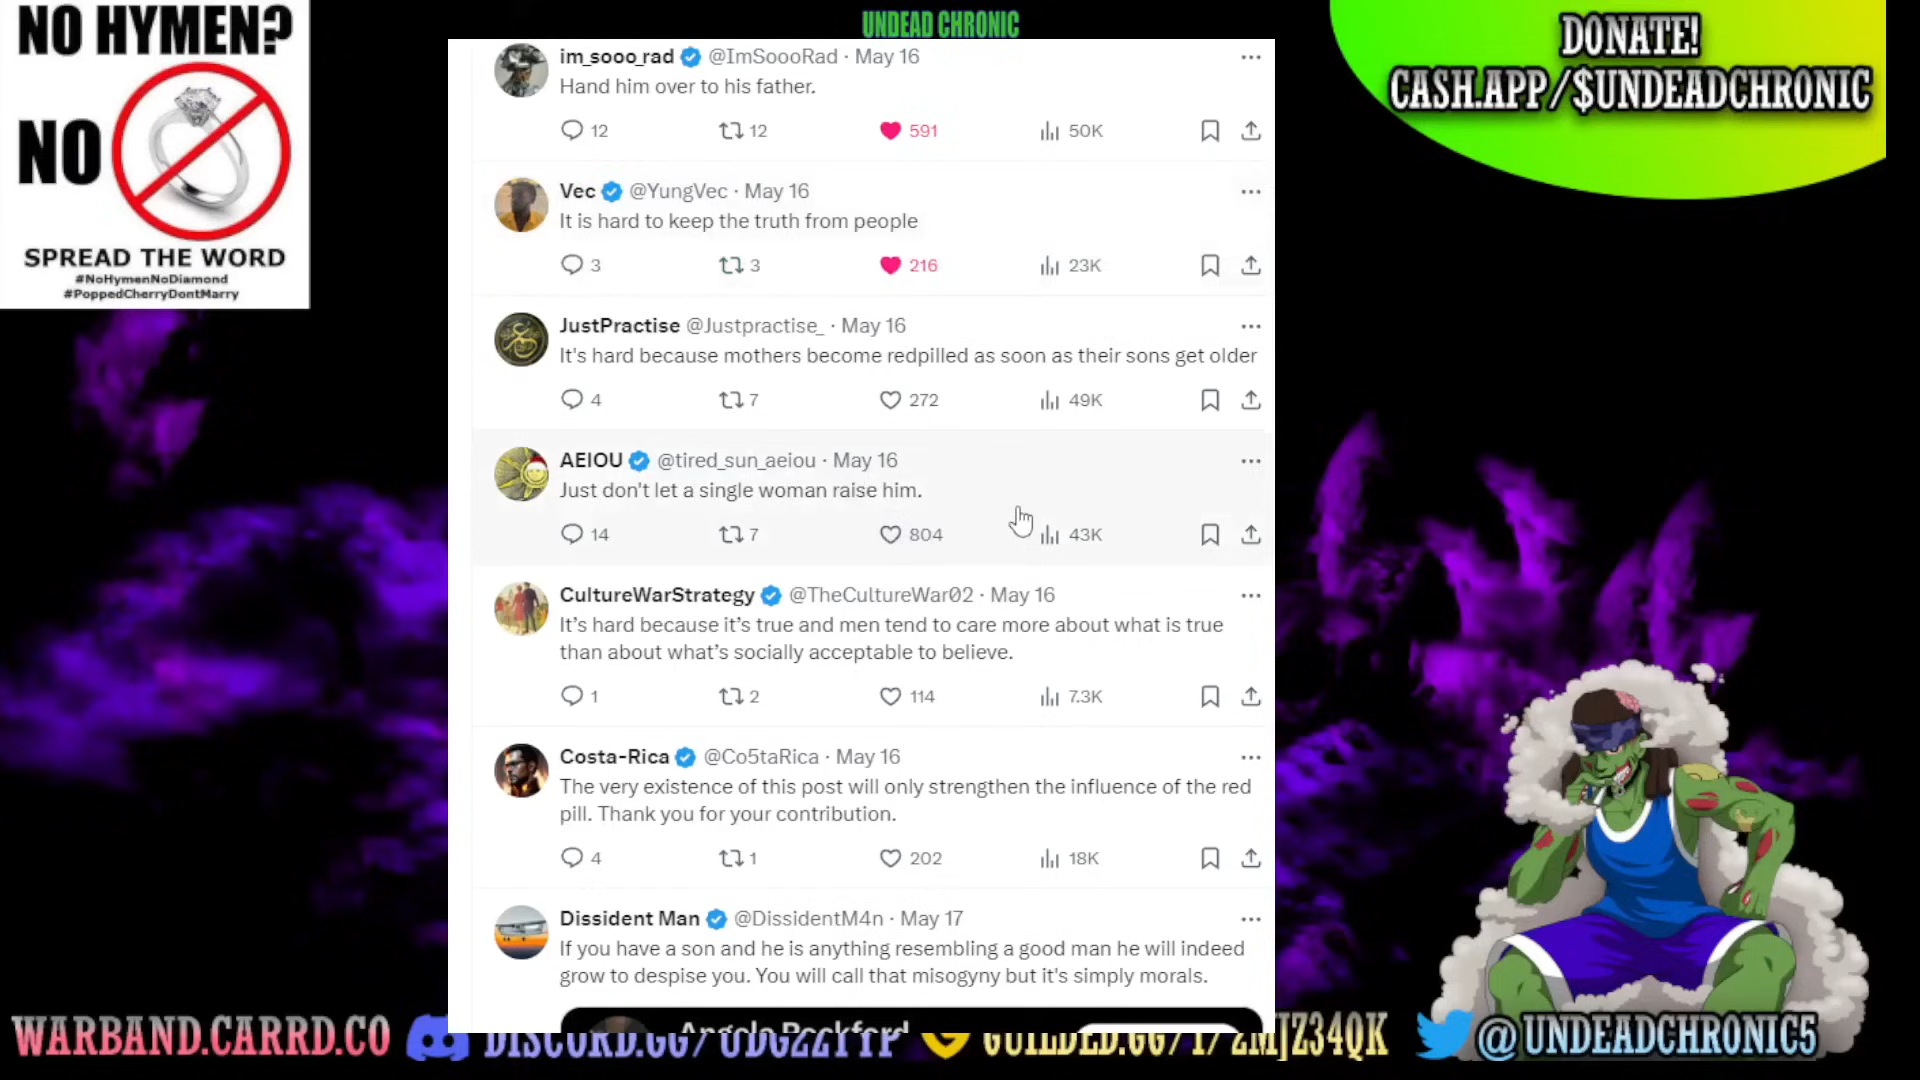 NO HYMEN?
NO
SPREAD THE WORD
#NoHymenNoDiamond
#PoppedCherryDontMarry
UNDEAD CHRONIC
DONATE!
CASH.APP/$UNDEADCHRONIC
im_sooo_rad @ImSoooRad · May 16
Hand him over to his father.
12 12 591 50K
Vec @YungVec · May 16
It is hard to keep the truth from people
3 3 216 23K
JustPractise @Justpractise_ · May 16
It's hard because mothers become redpilled as soon as their sons get older
4 7 272 49K
AEIOU @tired_sun_aeiou · May 16
Just don't let a single woman raise him.
14 7 804 43K
CultureWarStrategy @TheCultureWar02 · May 16
It’s hard because it’s true and men tend to care more about what is true
than about what’s socially acceptable to believe.
1 2 114 7.3K
Costa-Rica @Co5taRica · May 16
The very existence of this post will only strengthen the influence of the red
pill. Thank you for your contribution.
4 1 202 18K
Dissident Man @DissidentM4n · May 17
If you have a son and he is anything resembling a good man he will indeed
grow to despise you. You will call that misogyny but it's simply morals.
WARBAND.CARRD.CO
@UNDEADCHRONIC5